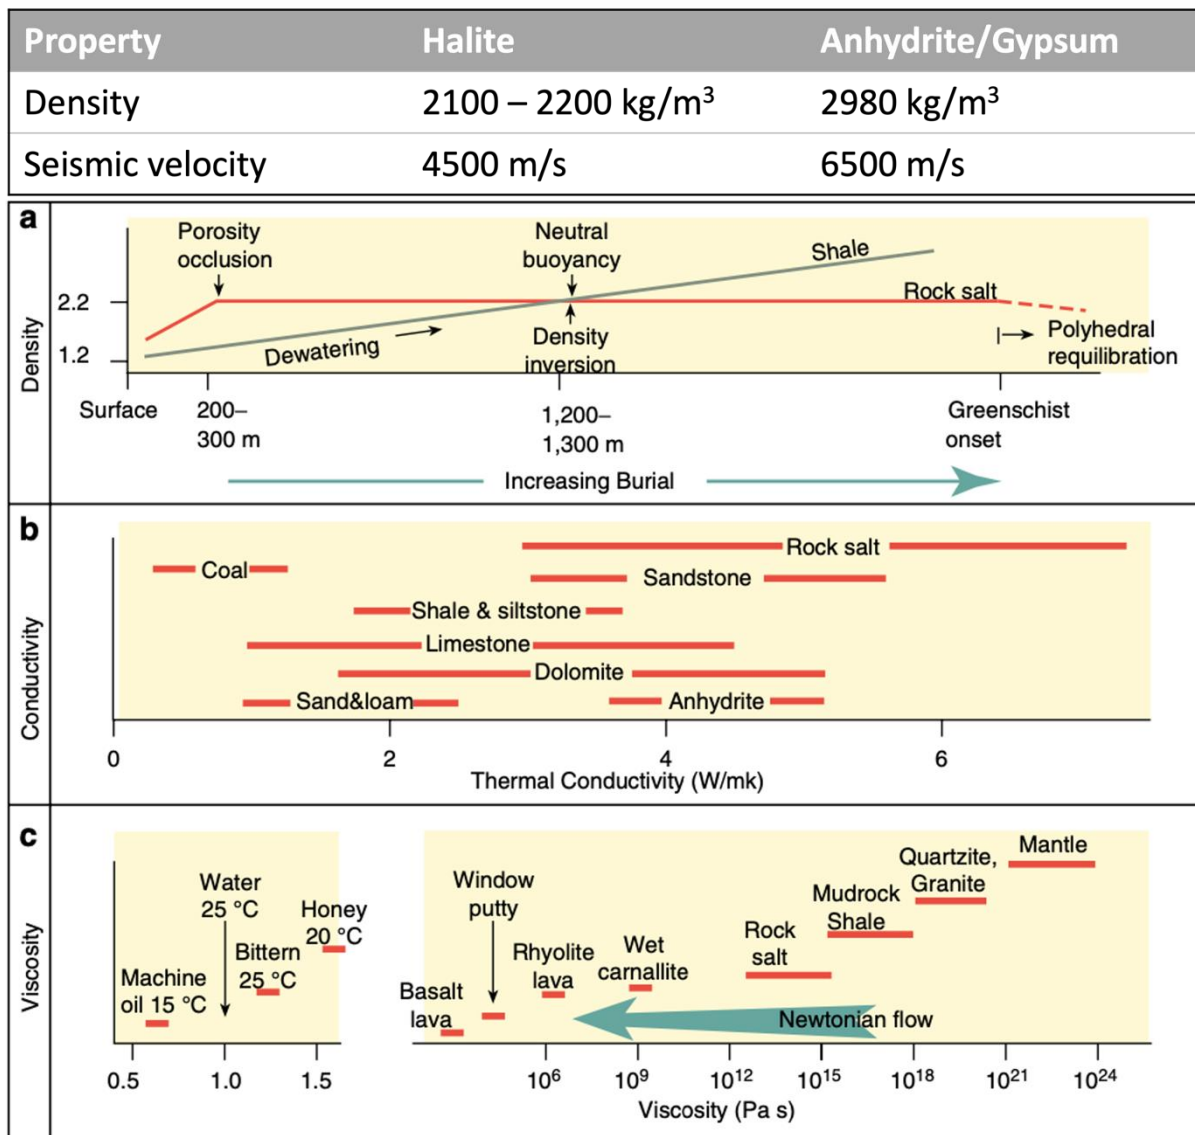 Property Halite Anhydrite/Gypsum
Density 2100 – 2200 kg/m³ 2980 kg/m³
Seismic velocity 4500 m/s 6500 m/s
a
Porosity
occlusion
Neutral
buoyancy
Shale
Rock salt
2.2
1.2
Density
Dewatering
Density
inversion
Polyhedral
requilibration
Surface
200–
300 m
1,200–
1,300 m
Greenschist
onset
Increasing Burial
b
Rock salt
Coal
Sandstone
Shale & siltstone
Limestone
Dolomite
Sand&loam
Anhydrite
Conductivity
0 2 4 6
Thermal Conductivity (W/mk)
c
Mantle
Quartzite,
Granite
Mudrock
Shale
Rock
salt
Wet
carnallite
Rhyolite
lava
Window
putty
Basalt
lava
Water
25 °C
Honey
20 °C
Bittern
25 °C
Machine
oil 15 °C
Viscosity
Newtonian flow
0.5 1.0 1.5 10⁶ 10⁹ 10¹² 10¹⁵ 10¹⁸ 10²¹ 10²⁴
Viscosity (Pa s)